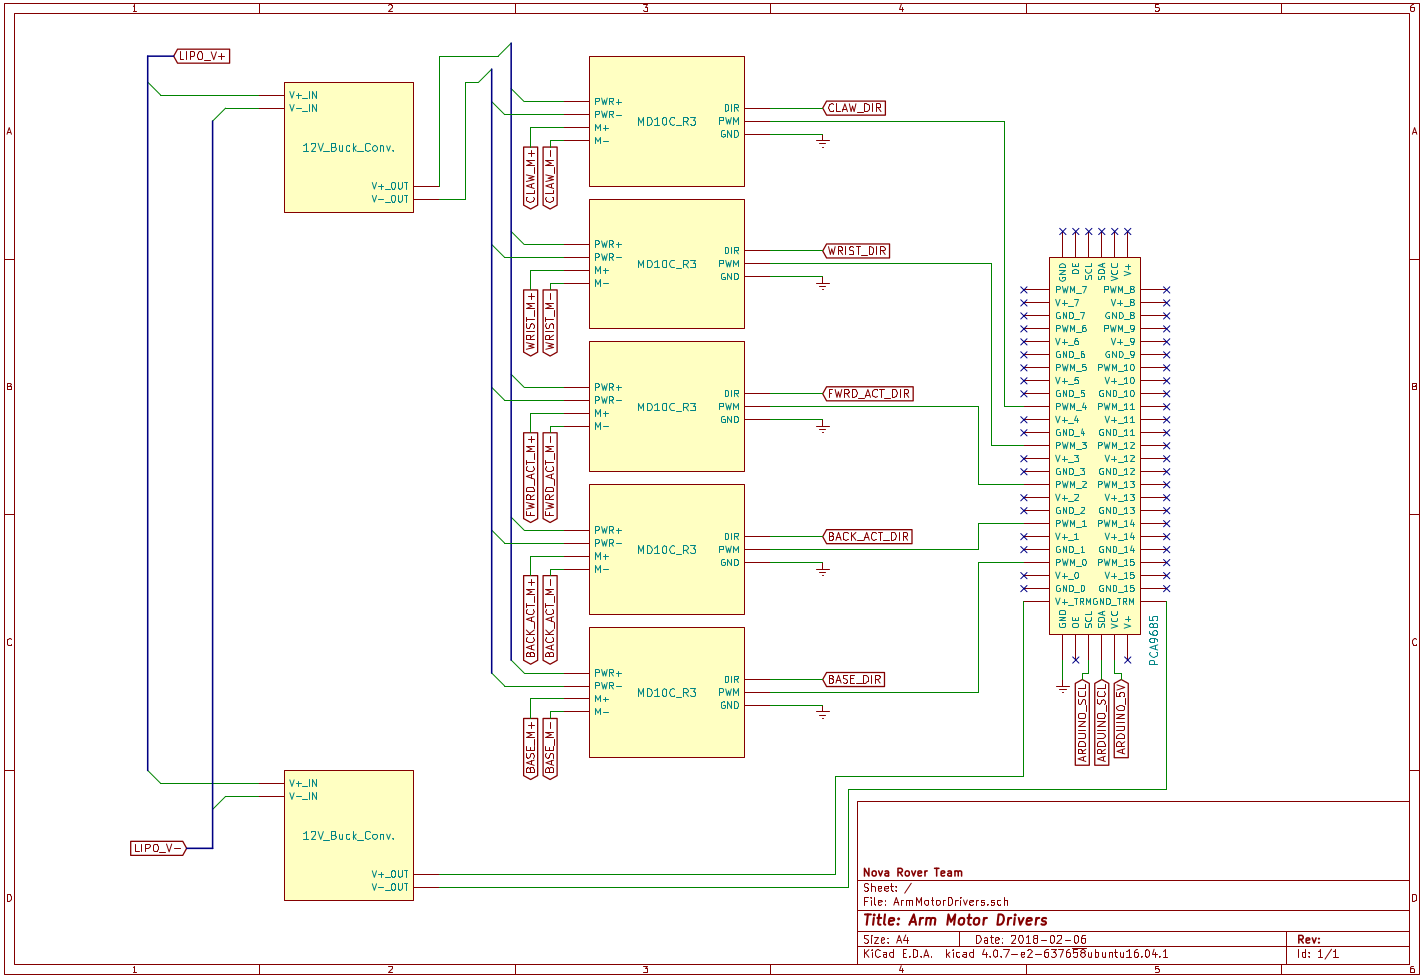 1 2 3 4 5 6
A
B
C
D
LIPO_V+
V+_IN
V-_IN
12V_Buck_Conv.
V+_OUT
V-_OUT
PWR+
PWR-
M+
M-
MD10C_R3
DIR
PWM
GND
CLAW_DIR
CLAW_M+
CLAW_M-
PWR+
PWR-
M+
M-
MD10C_R3
DIR
PWM
GND
WRIST_DIR
WRIST_M+
WRIST_M-
PWR+
PWR-
M+
M-
MD10C_R3
DIR
PWM
GND
FWRD_ACT_DIR
FWRD_ACT_M+
FWRD_ACT_M-
PWR+
PWR-
M+
M-
MD10C_R3
DIR
PWM
GND
BACK_ACT_DIR
BACK_ACT_M+
BACK_ACT_M-
PWR+
PWR-
M+
M-
MD10C_R3
DIR
PWM
GND
BASE_DIR
BASE_M+
BASE_M-
GND
OE
SCL
SDA
VCC
V+
PWM_7 PWM_8
V+_7 V+_8
GND_7 GND_8
PWM_6 PWM_9
V+_6 V+_9
GND_6 GND_9
PWM_5 PWM_10
V+_5 V+_10
GND_5 GND_10
PWM_4 PWM_11
V+_4 V+_11
GND_4 GND_11
PWM_3 PWM_12
V+_3 V+_12
GND_3 GND_12
PWM_2 PWM_13
V+_2 V+_13
GND_2 GND_13
PWM_1 PWM_14
V+_1 V+_14
GND_1 GND_14
PWM_0 PWM_15
V+_0 V+_15
GND_0 GND_15
V+_TRM GND_TRM
GND
OE
SCL
SDA
VCC
V+
PCA9685
ARDUINO_SCL
ARDUINO_SCL
ARDUINO_5V
V+_IN
V-_IN
12V_Buck_Conv.
V+_OUT
V-_OUT
LIPO_V-
Nova Rover Team
Sheet: /
File: ArmMotorDrivers.sch
Title: Arm Motor Drivers
Size: A4 Date: 2018-02-06 Rev:
KiCad E.D.A. kicad 4.0.7-e2-637658ubuntu16.04.1 Id: 1/1
A
B
C
D
1 2 3 4 5 6